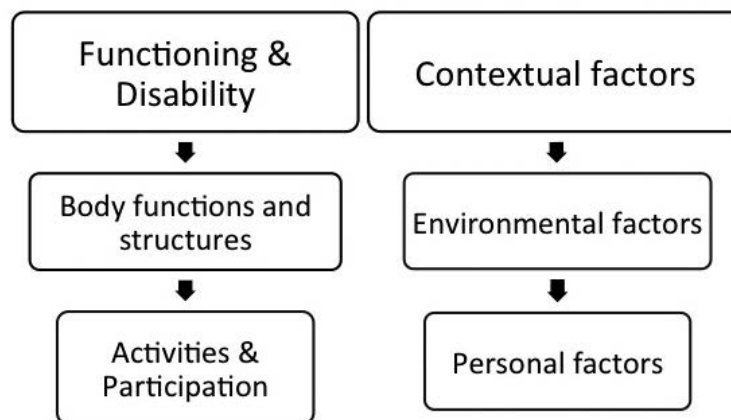 Functioning &
Disability
Contextual factors
Body functions and
structures
Environmental factors
Activities &
Participation
Personal factors